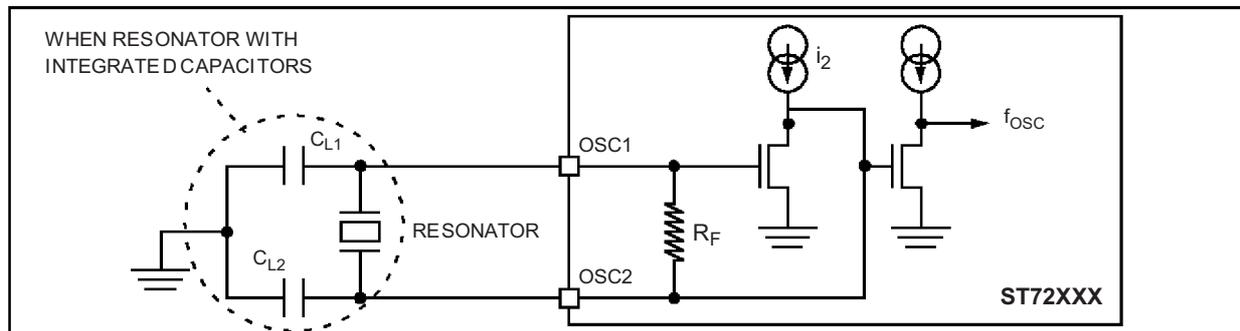 WHEN RESONATOR WITH
INTEGRATED CAPACITORS
i2
fOSC
CL1
OSC1
RESONATOR
RF
CL2
OSC2
ST72XXX